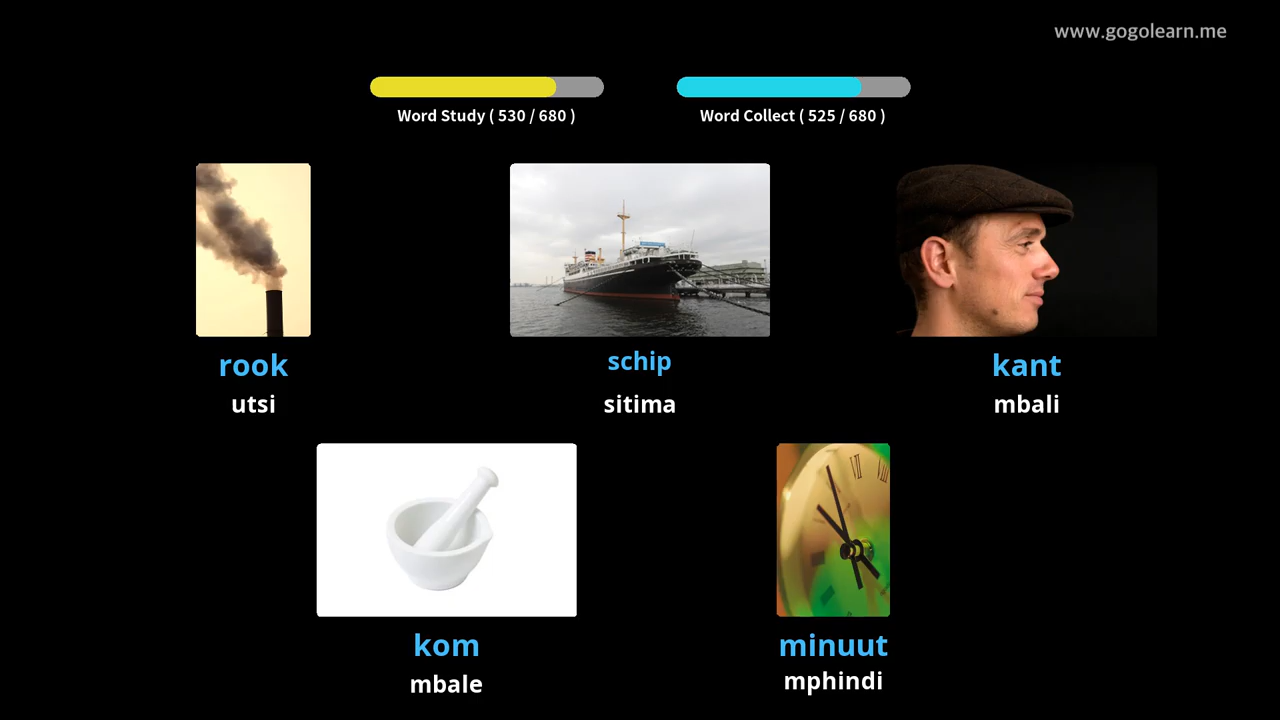 www.gogolearn.me
Word Study ( 530 / 680 )
Word Collect ( 525 / 680 )
rook
utsi
schip
sitima
kant
mbali
kom
mbale
minuut
mphindi